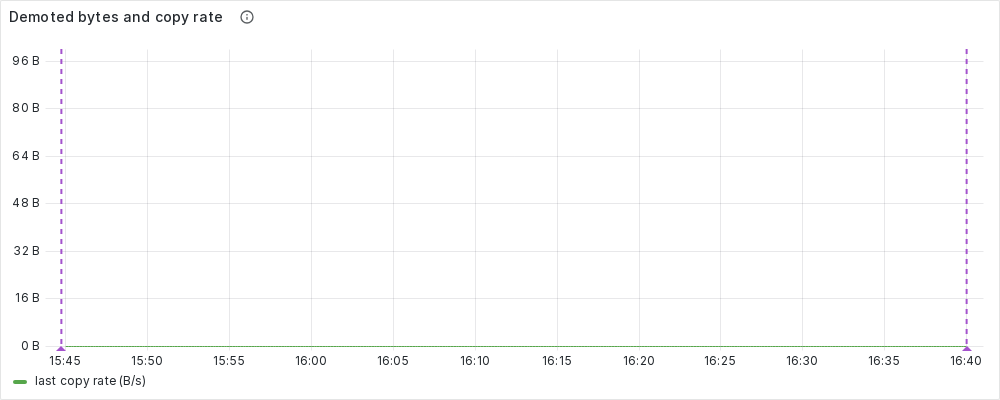 Demoted bytes and copy rate
96 B
80 B
64 B
48 B
32 B
16 B
0 B
15:45 15:50 15:55 16:00 16:05 16:10 16:15 16:20 16:25 16:30 16:35 16:40
last copy rate (B/s)